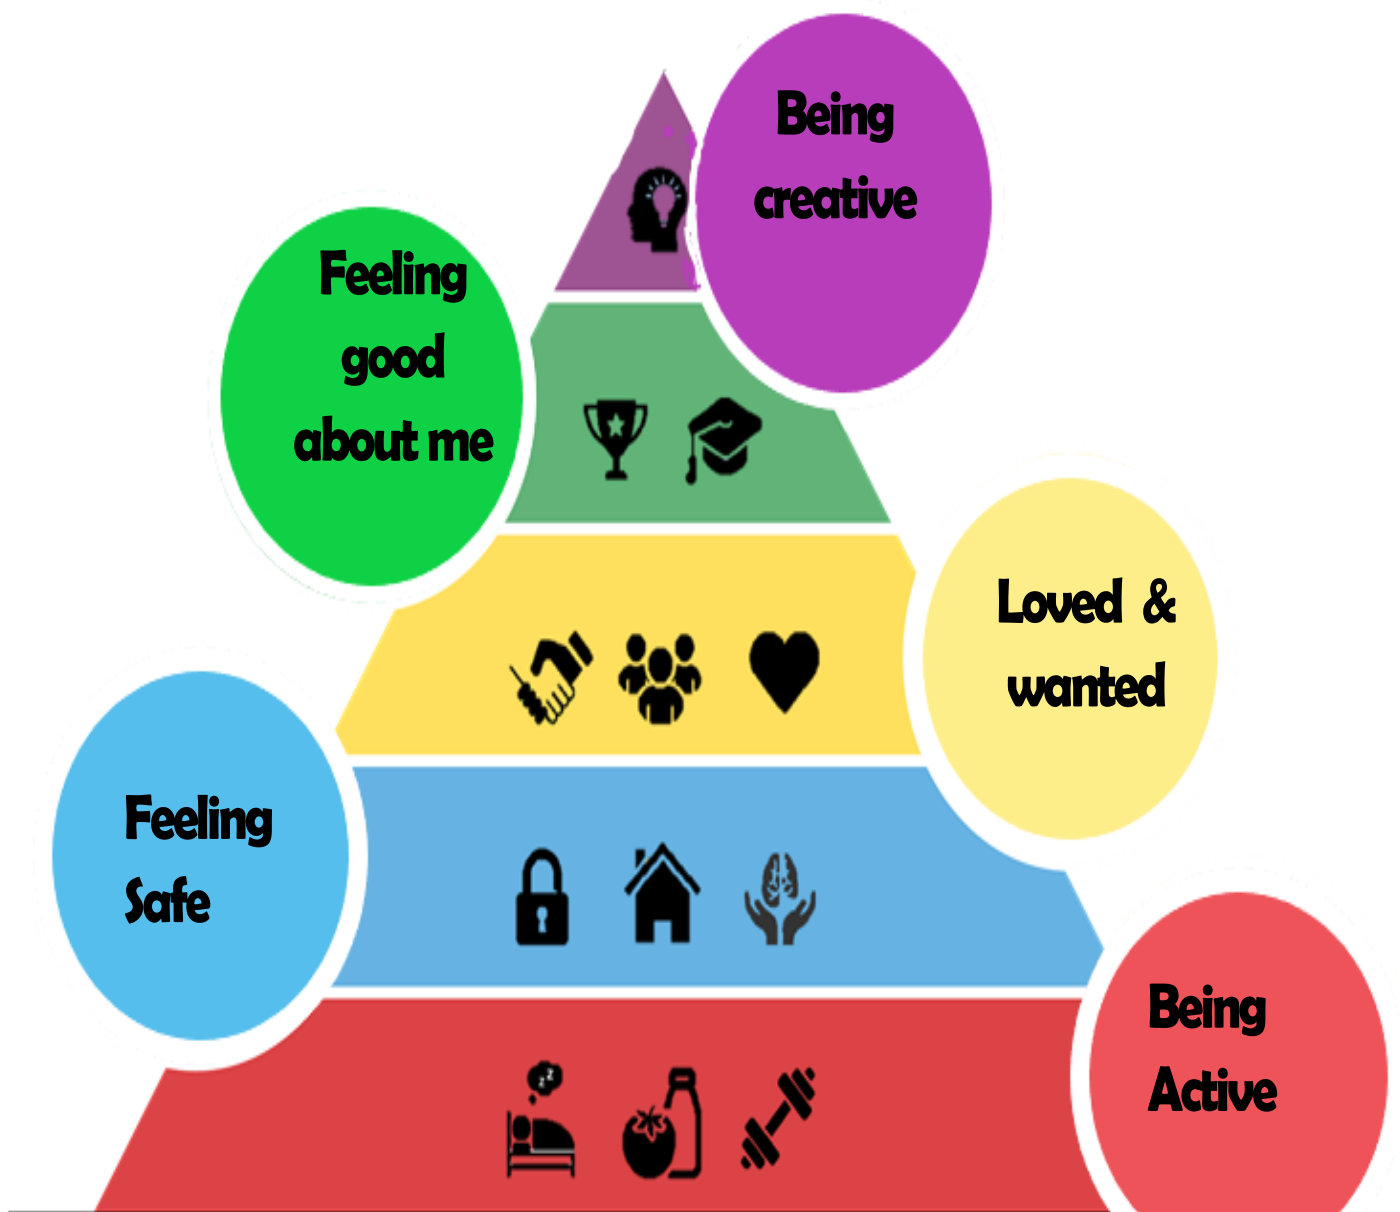 Being
creative
Feeling
good
about me
Loved &
wanted
Feeling
Safe
Being
Active